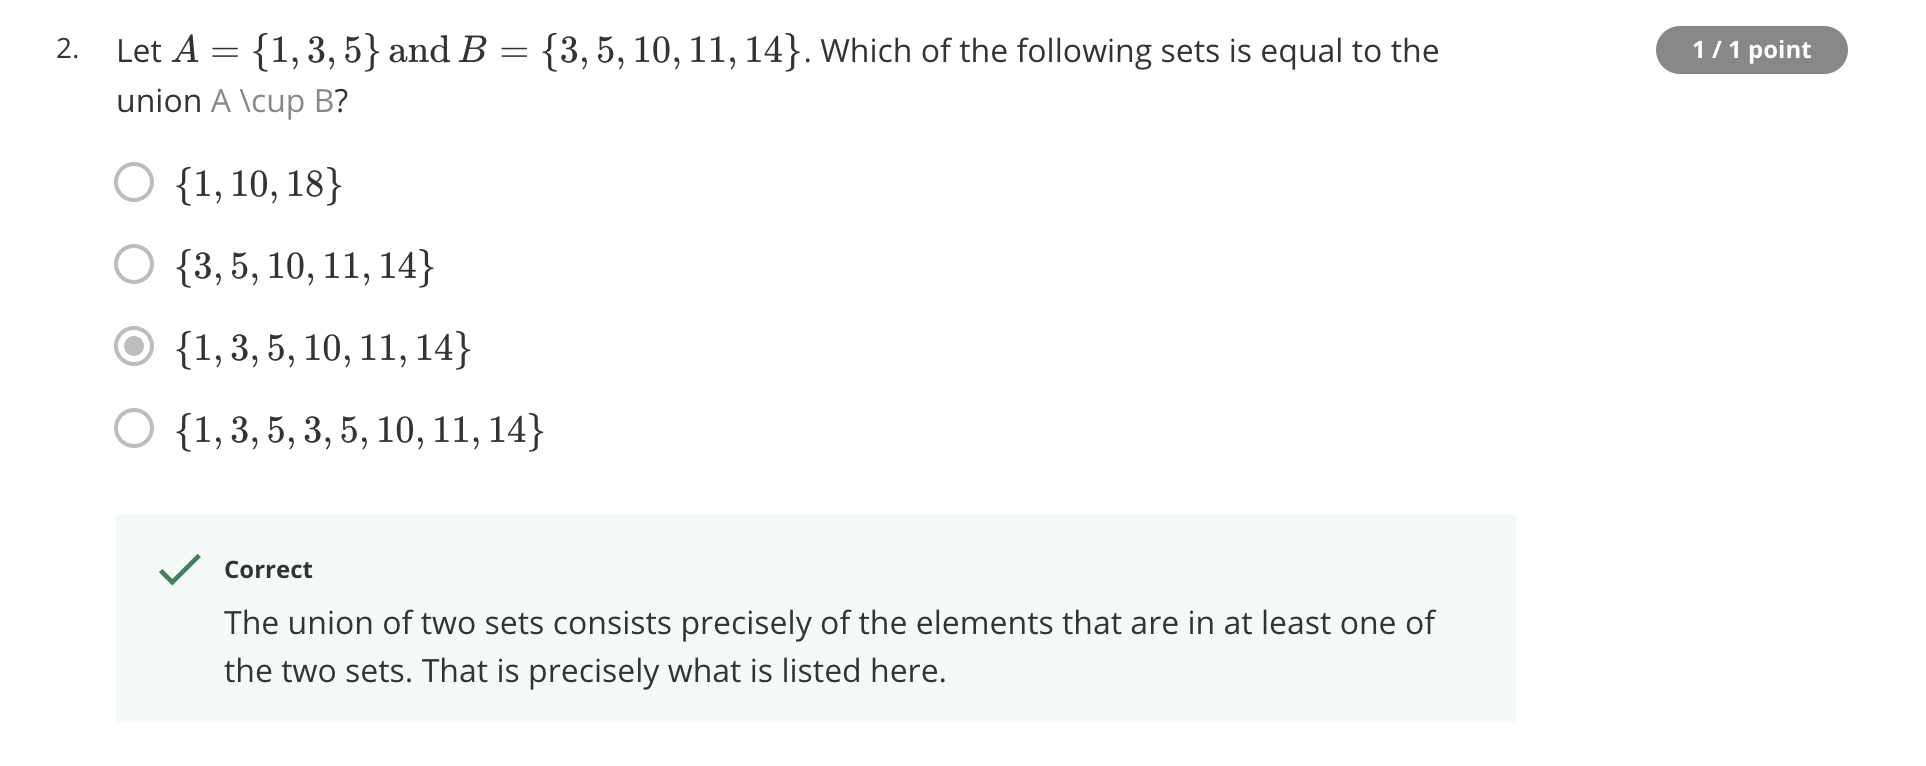 2. Let A = {1, 3, 5} and B = {3, 5, 10, 11, 14}. Which of the following sets is equal to the
1 / 1 point
union A \cup B?
{1, 10, 18}
{3, 5, 10, 11, 14}
{1, 3, 5, 10, 11, 14}
{1, 3, 5, 3, 5, 10, 11, 14}
Correct
The union of two sets consists precisely of the elements that are in at least one of
the two sets. That is precisely what is listed here.